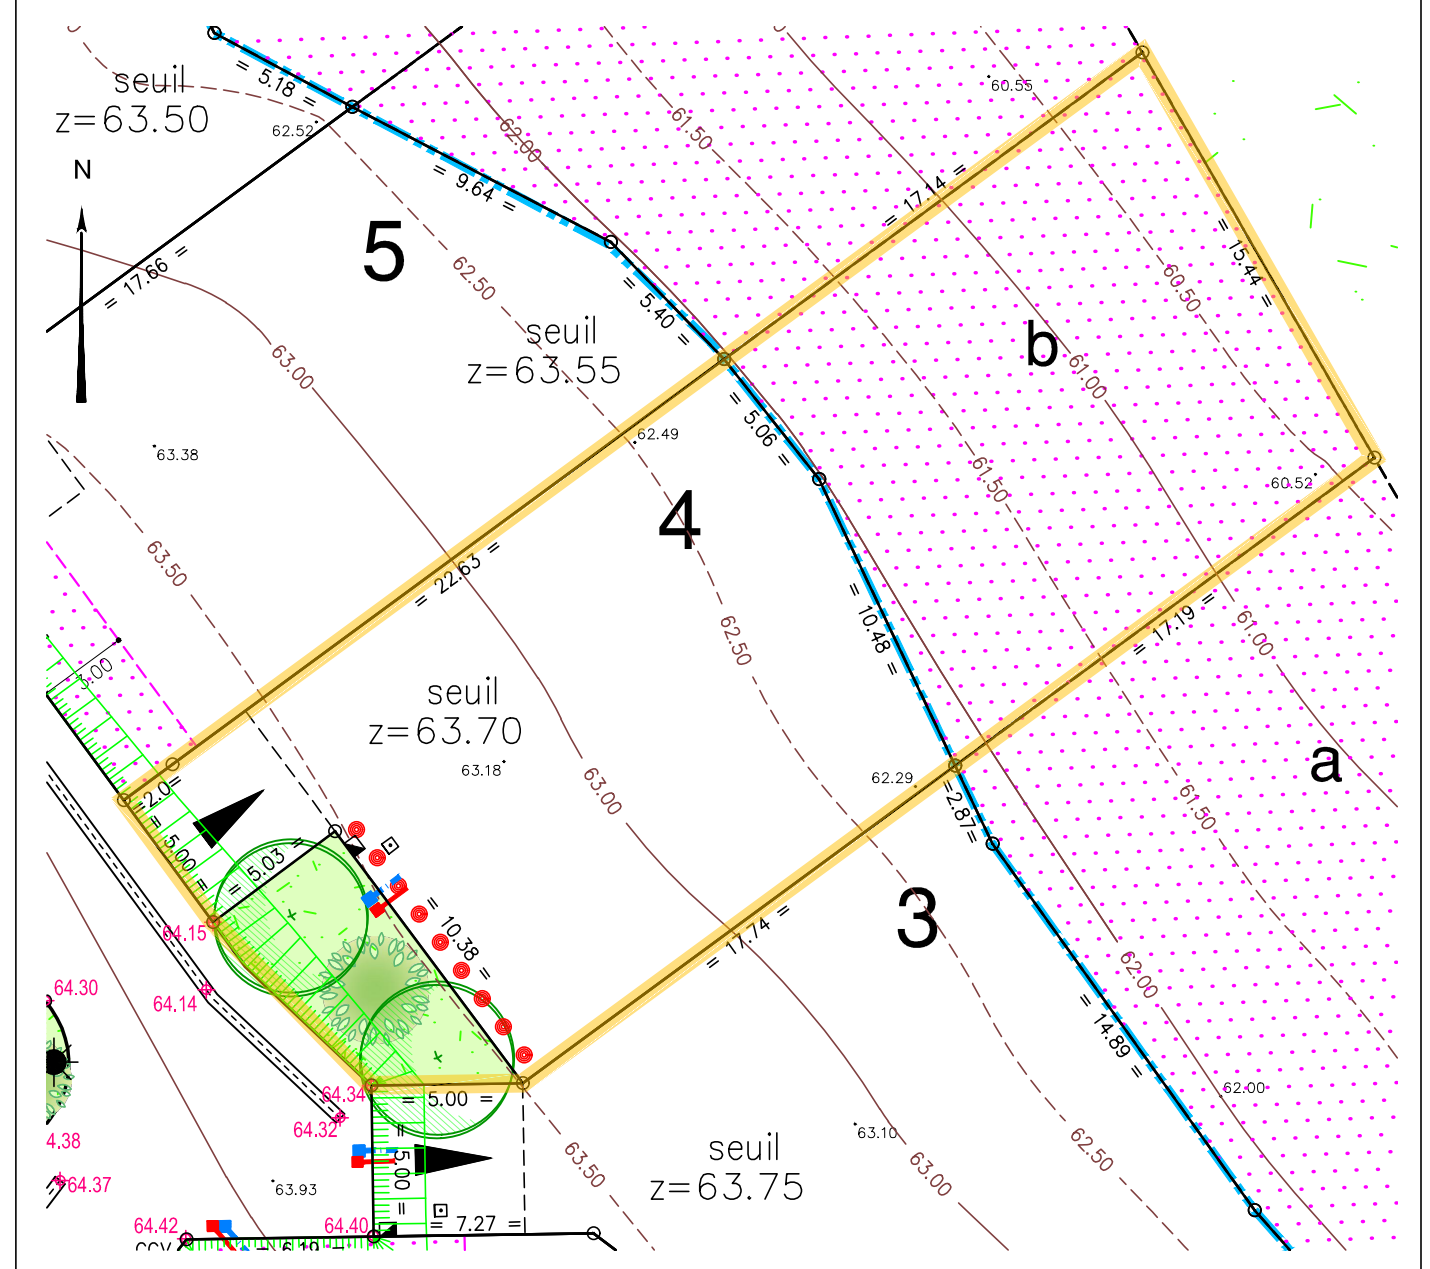 seuil
z=63.50
= 5.18 =
62.52
N
62.00
61.50
60.55
= 9.64 =
= 17.14 =
5
= 17.66 =
62.50
= 5.40 =
= 15.44 =
60.50
seuil
z=63.55
b
63.00
61.00
= 5.06 =
62.49
63.38
61.50
60.52
4
63.50
= 22.63 =
= 10.48 =
62.50
61.00
= 17.19 =
3.00
seuil
z=63.70
63.18
62.29
a
63.00
=2.0=
=2.87=
61.50
= 5.00 =
= 5.03 =
3
64.15
= 10.38 =
= 17.74 =
62.00
64.30
64.14
= 14.89 =
64.34
= 5.00 =
62.00
64.32
4.38
63.10
62.50
seuil
z=63.75
63.50
63.00
= 5.00 =
64.37
63.93
64.42
64.40
= 7.27 =
CCV
= 6.19 =